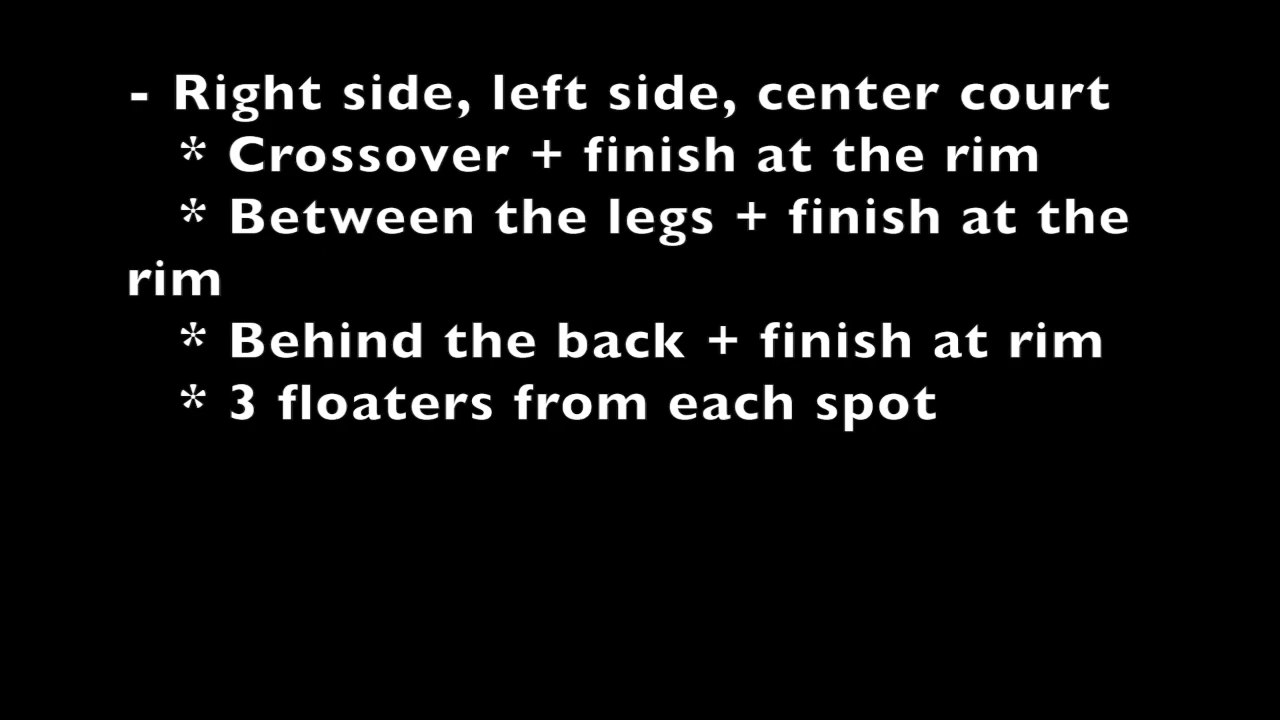 - Right side, left side, center court
* Crossover + finish at the rim
* Between the legs + finish at the
rim
* Behind the back + finish at rim
* 3 floaters from each spot